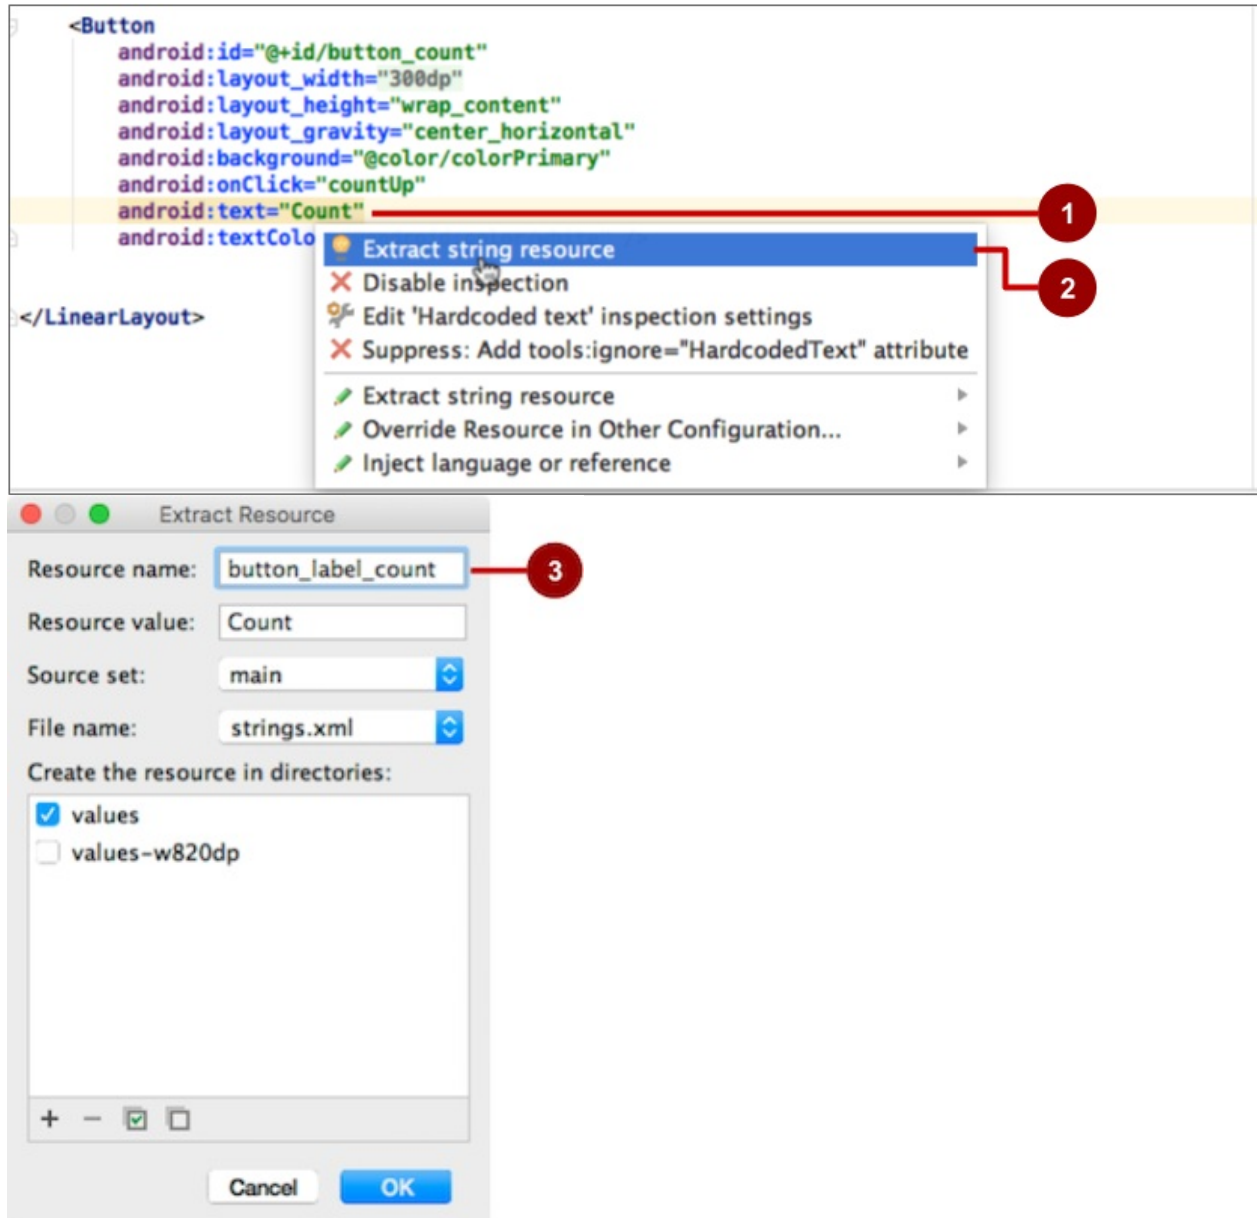 <Button
android:id="@+id/button_count"
android:layout_width="300dp"
android:layout_height="wrap_content"
android:layout_gravity="center_horizontal"
android:background="@color/colorPrimary"
android:onClick="countUp"
android:text="Count"
1
android:textColo
Extract string resource
2
Disable inspection
</LinearLayout>
Edit 'Hardcoded text' inspection settings
Suppress: Add tools:ignore="HardcodedText" attribute
Extract string resource
Override Resource in Other Configuration...
Inject language or reference
Extract Resource
Resource name: button_label_count
3
Resource value: Count
Source set: main
File name: strings.xml
Create the resource in directories:
values
values-w820dp
Cancel OK